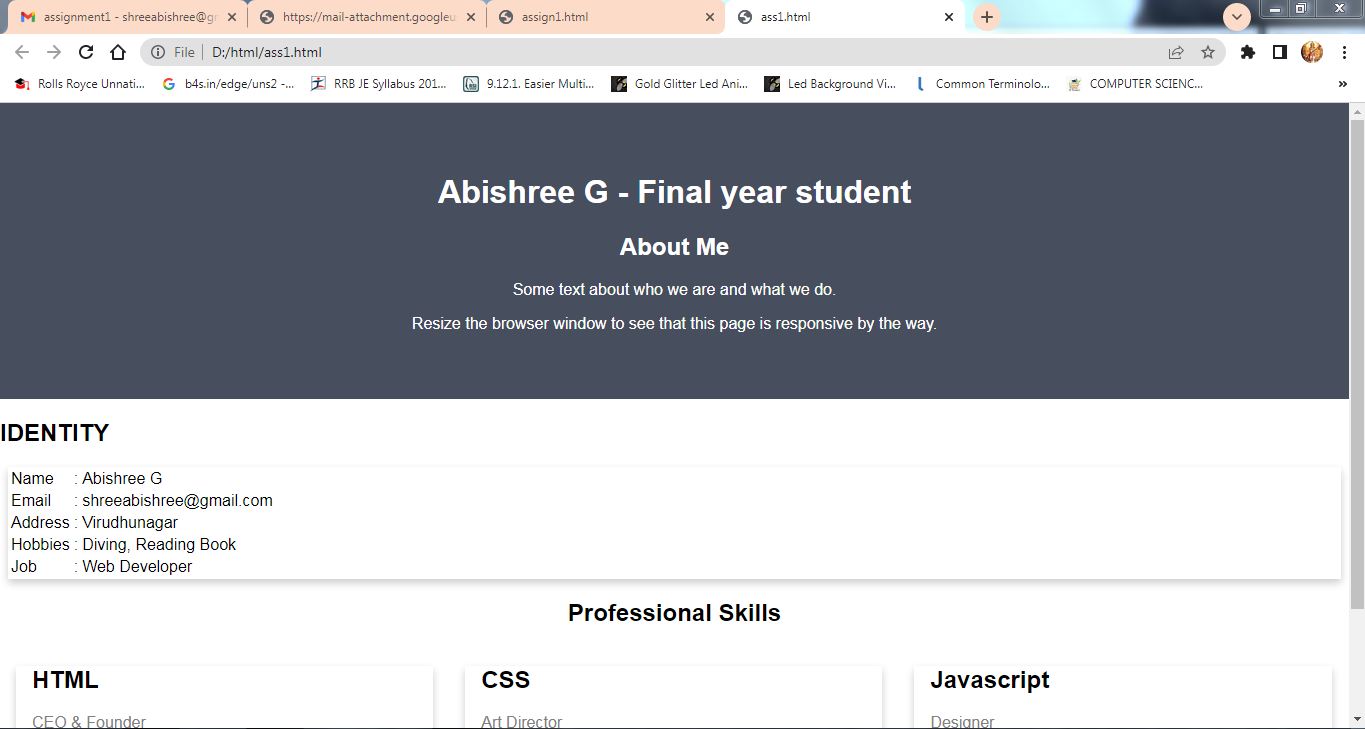 assignment1 - shreeabishree@gr
https://mail-attachment.googleu
assign1.html
ass1.html
File
D:/html/ass1.html
Rolls Royce Unnati...
b4s.in/edge/uns2 -...
RRB JE Syllabus 201...
9.12.1. Easier Multi...
Gold Glitter Led Ani...
Led Background Vi...
Common Terminolo...
COMPUTER SCIENC...
»
Abishree G - Final year student
About Me
Some text about who we are and what we do.
Resize the browser window to see that this page is responsive by the way.
IDENTITY
Name : Abishree G
Email : shreeabishree@gmail.com
Address : Virudhunagar
Hobbies : Diving, Reading Book
Job : Web Developer
Professional Skills
HTML
CEO & Founder
CSS
Art Director
Javascript
Designer